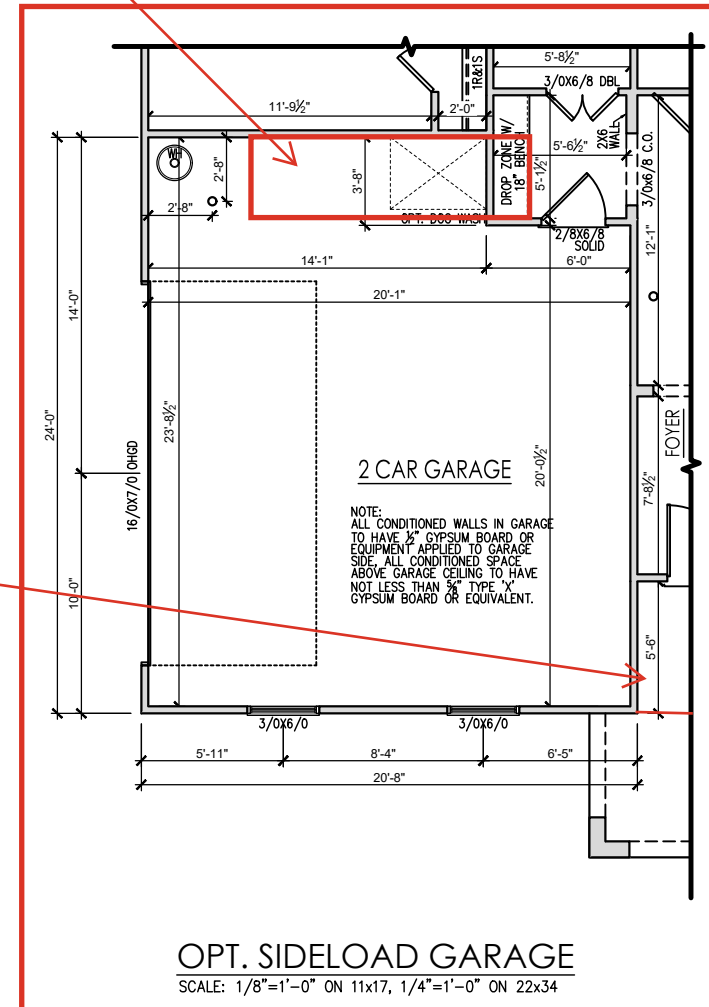 5'-8½"
1R&1S
3/0X6/8 DBL
11'-9½"
2'-0"
DROP ZONE W/
18" BENCH
2X6
WALL
5'-6½"
5'-1½"
3/0x6/8 C.O.
WH
2'-8"
3'-8"
2'-8"
OPT. DOG WASH
2/8X6/8
SOLID
12'-1"
14'-1"
6'-0"
20'-1"
14'-0"
24'-0"
23'-8½"
16/0X7/0 OHGD
20'-0½"
FOYER
7'-8½"
2 CAR GARAGE
NOTE:
ALL CONDITIONED WALLS IN GARAGE
TO HAVE ½" GYPSUM BOARD OR
EQUIPMENT APPLIED TO GARAGE
SIDE, ALL CONDITIONED SPACE
ABOVE GARAGE CEILING TO HAVE
NOT LESS THAN ⅝" TYPE 'X'
GYPSUM BOARD OR EQUIVALENT.
10'-0"
5'-6"
3/0X6/0
3/0X6/0
5'-11"
8'-4"
6'-5"
20'-8"
OPT. SIDELOAD GARAGE
SCALE: 1/8"=1'-0" ON 11x17, 1/4"=1'-0" ON 22x34